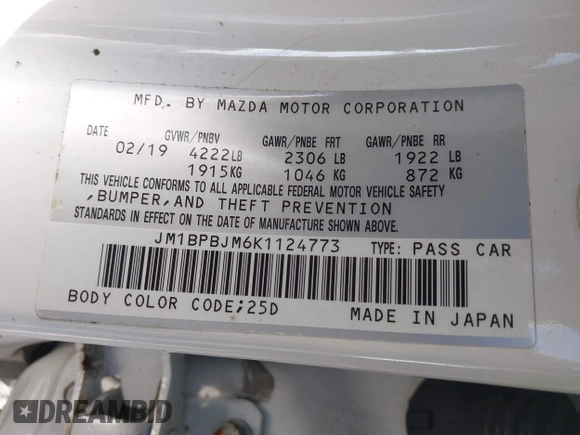 MFD. BY MAZDA MOTOR CORPORATION
DATE GVWR/PNBV GAWR/PNBE FRT GAWR/PNBE RR
02/19 4222LB 2306 LB 1922 LB
1915KG 1046 KG 872 KG
THIS VEHICLE CONFORMS TO ALL APPLICABLE FEDERAL MOTOR VEHICLE SAFETY
,BUMPER,AND THEFT PREVENTION
STANDARDS IN EFFECT ON THE DATE OF MANUFACTURE SHOWN ABOVE.
JM1BPBJM6K1124773 TYPE: PASS CAR
BODY COLOR CODE;25D
MADE IN JAPAN
DREAMBID